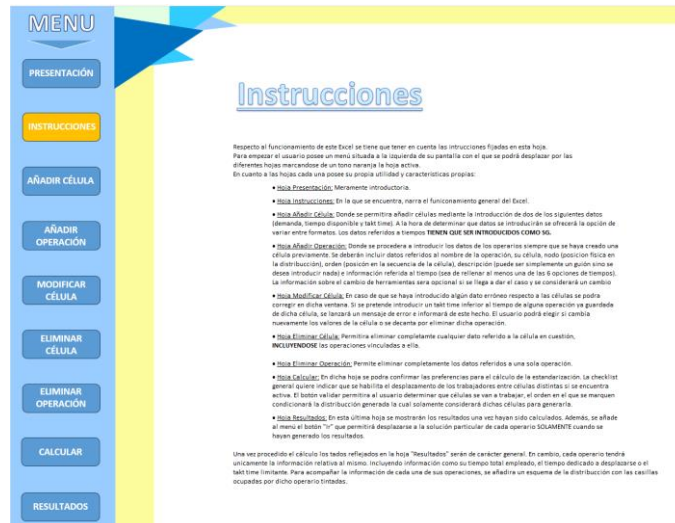 MENU
PRESENTACIÓN
INSTRUCCIONES
AÑADIR CÉLULA
AÑADIR
OPERACIÓN
MODIFICAR
CÉLULA
ELIMINAR
CÉLULA
ELIMINAR
OPERACIÓN
CALCULAR
RESULTADOS
Instrucciones
Respecto al funcionamiento de este Excel se tiene que tener en cuenta las intrucciones fijadas en esta hoja.
Para empezar el usuario posee un menú situada a la izquierda de su pantalla con el que se podrá desplazar por las
diferentes hojas marcandose de un tono naranja la hoja activa.
En cuanto a las hojas cada una posee su propia utilidad y características propias:
• Hoja Presentación: Meramente introductoria.
• Hoja Instrucciones: En la que se encuentra, narra el funcionamiento general del Excel.
• Hoja Añadir Célula: Donde se permitira añadir células mediante la introducción de dos de los siguientes datos
(demanda, tiempo disponible y takt time). A la hora de determinar que datos se introducirán se ofrecerá la opción de
variar entre formatos. Los datos referidos a tiempos TIENEN QUE SER INTRODUCIDOS COMO SG.
• Hoja Añadir Operación: Donde se procedera a introducir los datos de los operarios siempre que se haya creado una
célula previamente. Se deberán incluir datos referidos al nombre de la operación, su célula, nodo (posicion física en
la distribución), orden (posicón en la secuencia de la célula), descripción (puede ser simplemente un guión sino se
desea introducir nada) e información referida al tiempo (sea de rellenar al menos una de las 6 opciones de tiempos).
La información sobre el cambio de herramientas sera opcional si se llega a dar el caso y se considerará un cambio
• Hoja Modificar Célula: En caso de que se haya introducido algún dato erróneo respecto a las células se podra
corregir en dicha ventana. Si se pretende introducir un takt time inferior al tiempo de alguna operación ya guardada
de dicha célula, se lanzará un mensaje de error e informará de este hecho. El usuario podrá elegir si cambia
nuevamente los valores de la célula o se decanta por eliminar dicha operación.
• Hoja Eliminar Célula: Permitira eliminar completamente cualquier dato referido a la célula en cuestión,
INCLUYENDOSE las operaciones vinculadas a ella.
• Hoja Eliminar Operación: Permite eliminar completamente los datos referidos a una sola operación.
• Hoja Calcular: En dicha hoja se podra confirmar las preferencias para el cálculo de la estandarización. La checklist
general quiere indicar que se habilita el desplazamento de los trabajadores entre células distintas si se encuentra
activa. El botón validar permitira al usuario determinar que células se van a trabajar, el orden en el que se marquen
condicionará la distribución generada la cual solamente considerará dichas células para generarla.
• Hoja Resultados: En esta última hoja se mostrarán los resultados una vez hayan sido calculados. Además, se añade
al menú el botón "Ir" que permitirá desplazarse a la solución particular de cada operario SOLAMENTE cuando se
hayan generado los resultados.
Una vez procedido el cálculo los tados reflejados en la hoja "Resultados" serán de carácter general. En cambio, cada operario tendrá
unicamente la información relativa al mismo. Incluyendo información como su tiempo total empleado, el tiempo dedicado a desplazarse o el
takt time limitante. Para acompañar la información de cada una de sus operaciones, se añadira un esquema de la distribución con las casillas
ocupadas por dicho operario tintadas.